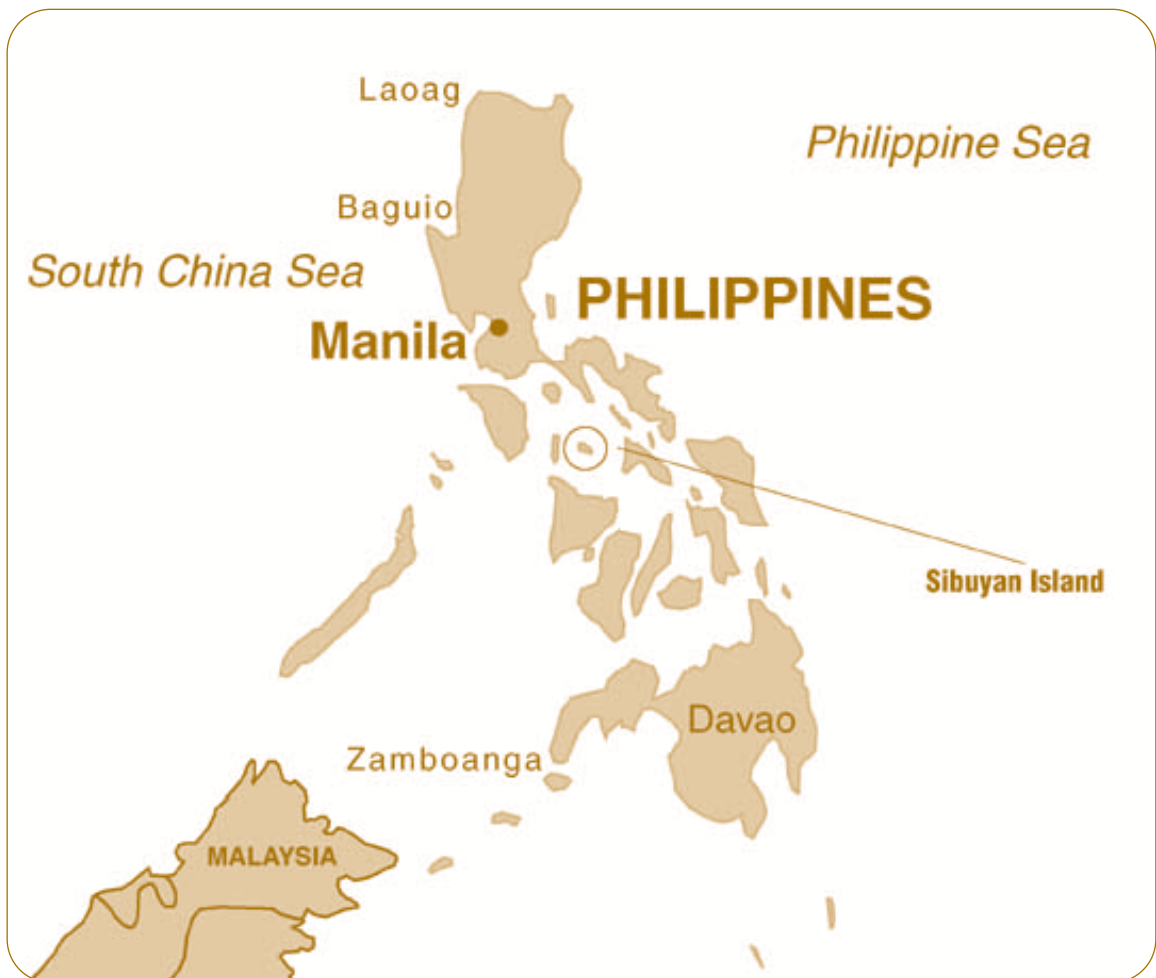 Laoag
Philippine Sea
Baguio
South China Sea
PHILIPPINES
Manila
Sibuyan Island
Davao
Zamboanga
MALAYSIA